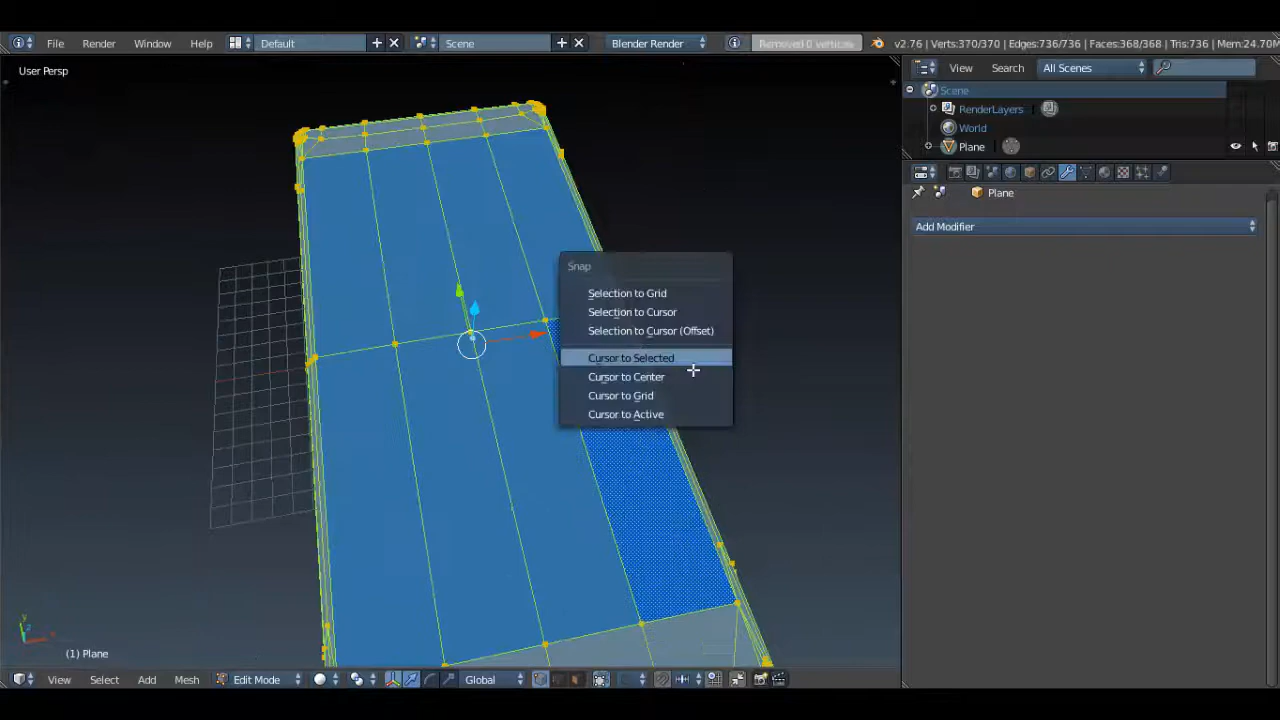 File Render Window Help Default Scene Blender Render Removed 0 vertices v2.76 | Verts:370/370 | Edges:736/736 | Faces:368/368 | Tris:736 | Mem:24.70M
User Persp
View Search All Scenes
Scene
RenderLayers
World
Plane
Plane
Add Modifier
Snap
Selection to Grid
Selection to Cursor
Selection to Cursor (Offset)
Cursor to Selected
Cursor to Center
Cursor to Grid
Cursor to Active
(1) Plane
View Select Add Mesh Edit Mode Global